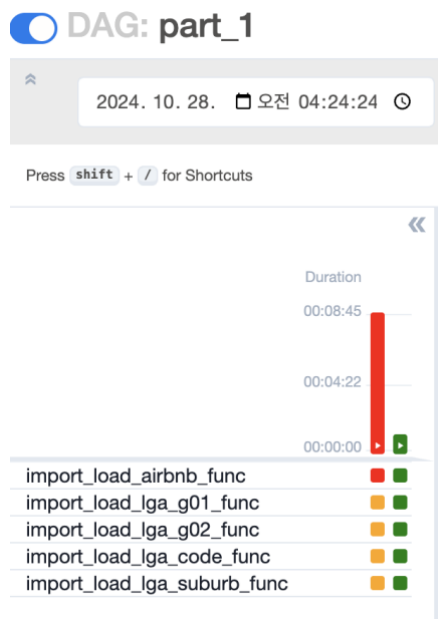 DAG: part_1
2024. 10. 28. 오전 04:24:24
Press shift + / for Shortcuts
Duration
00:08:45
00:04:22
00:00:00
import_load_airbnb_func
import_load_lga_g01_func
import_load_lga_g02_func
import_load_lga_code_func
import_load_lga_suburb_func